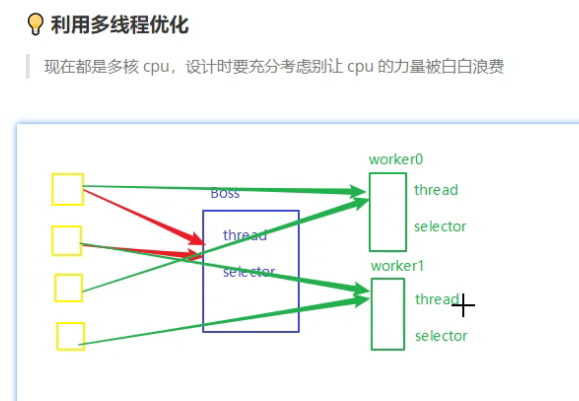 💡 利用多线程优化
现在都是多核 cpu，设计时要充分考虑别让 cpu 的力量被白白浪费
worker0
Boss
thread
thread
selector
selector
worker1
thread
selector